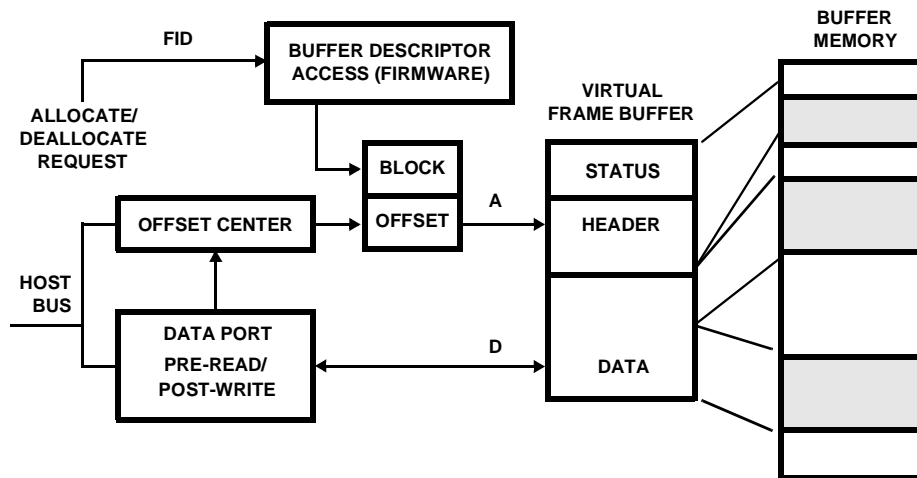 BUFFER
MEMORY
FID
BUFFER DESCRIPTOR
ACCESS (FIRMWARE)
VIRTUAL
FRAME BUFFER
ALLOCATE/
DEALLOCATE
REQUEST
BLOCK
STATUS
OFFSET CENTER
OFFSET
A
HEADER
HOST
BUS
DATA PORT
PRE-READ/
POST-WRITE
D
DATA